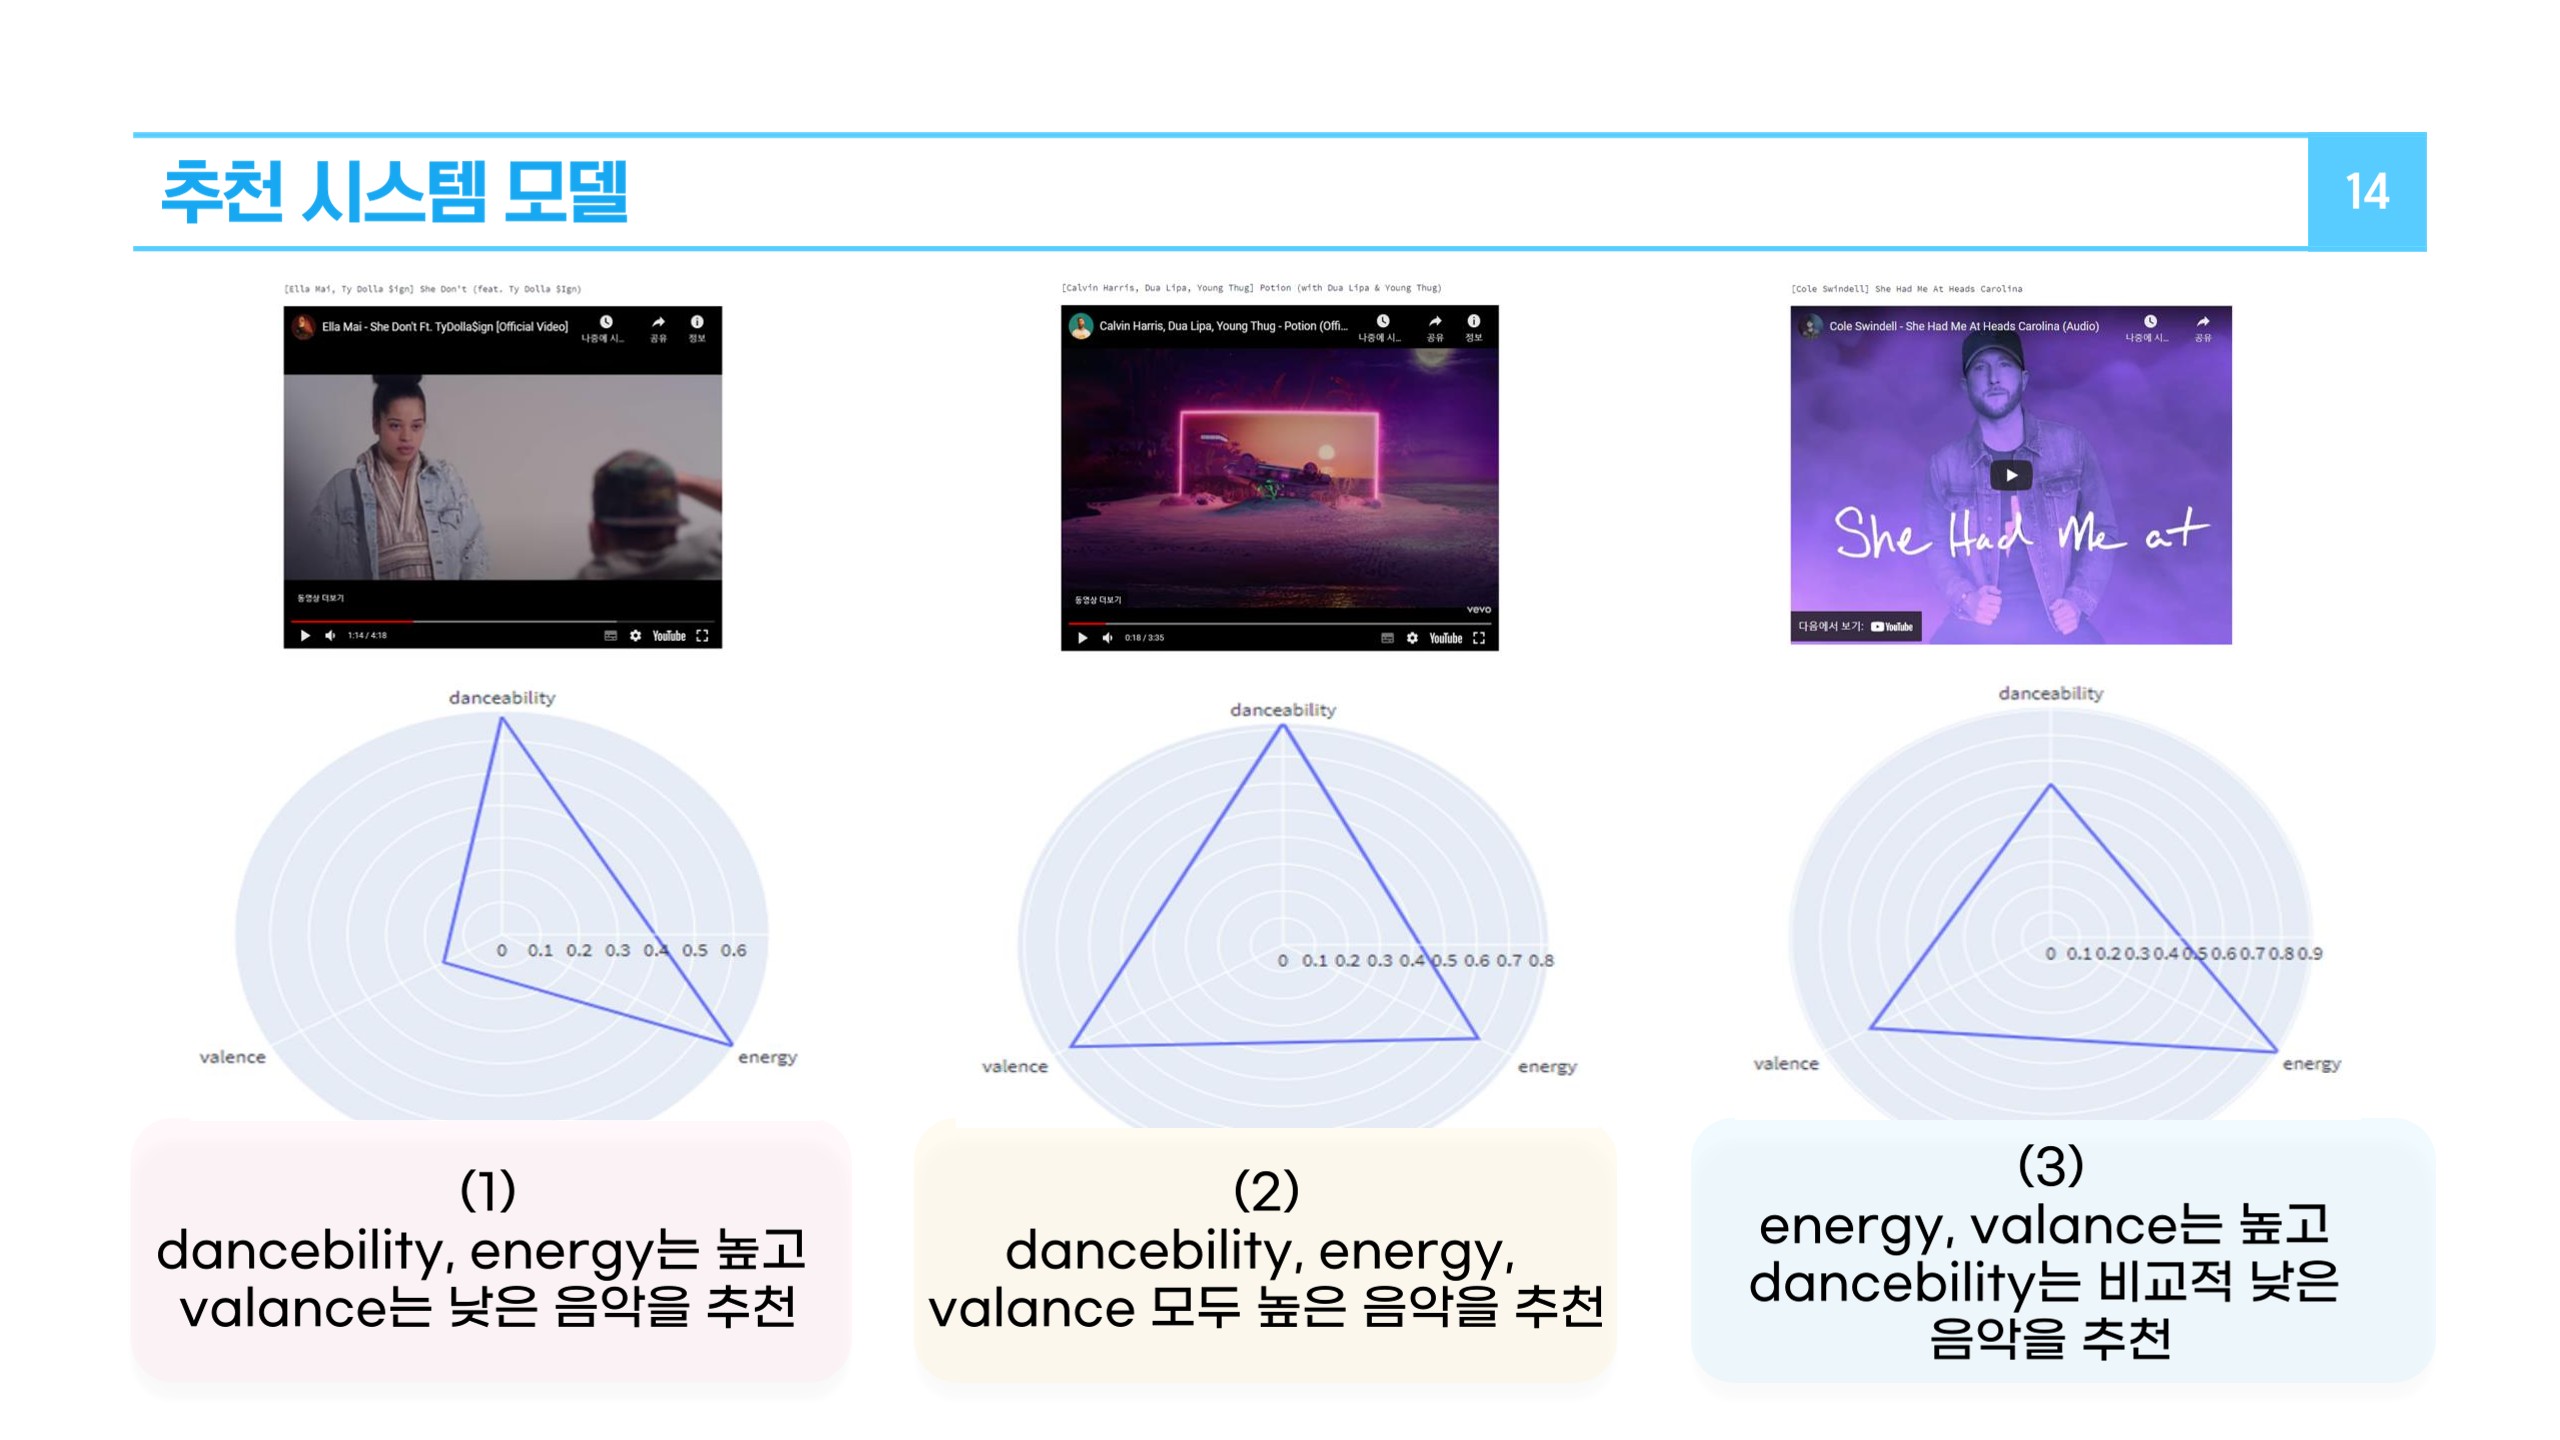 추천 시스템 모델
14
[Ella Mai, Ty Dolla $ign] She Don't (feat. Ty Dolla $Ign)
Ella Mai - She Don't Ft. TyDolla$ign [Official Video]
나중에 시...
공유
정보
동영상 더보기
1:14 / 4:18
YouTube
[Calvin Harris, Dua Lipa, Young Thug] Potion (with Dua Lipa & Young Thug)
Calvin Harris, Dua Lipa, Young Thug - Potion (Offi...
나중에 시...
공유
정보
동영상 더보기
vevo
0:18 / 3:35
YouTube
[Cole Swindell] She Had Me At Heads Carolina
Cole Swindell - She Had Me At Heads Carolina (Audio)
나중에 시...
공유
She Had Me at
다음에서 보기: YouTube
danceability
0 0.1 0.2 0.3 0.4 0.5 0.6
valence
energy
danceability
0 0.1 0.2 0.3 0.4 0.5 0.6 0.7 0.8
valence
energy
danceability
0 0.1 0.2 0.3 0.4 0.5 0.6 0.7 0.8 0.9
valence
energy
(1)
dancebility, energy는 높고
valance는 낮은 음악을 추천
(2)
dancebility, energy,
valance 모두 높은 음악을 추천
(3)
energy, valance는 높고
dancebility는 비교적 낮은
음악을 추천